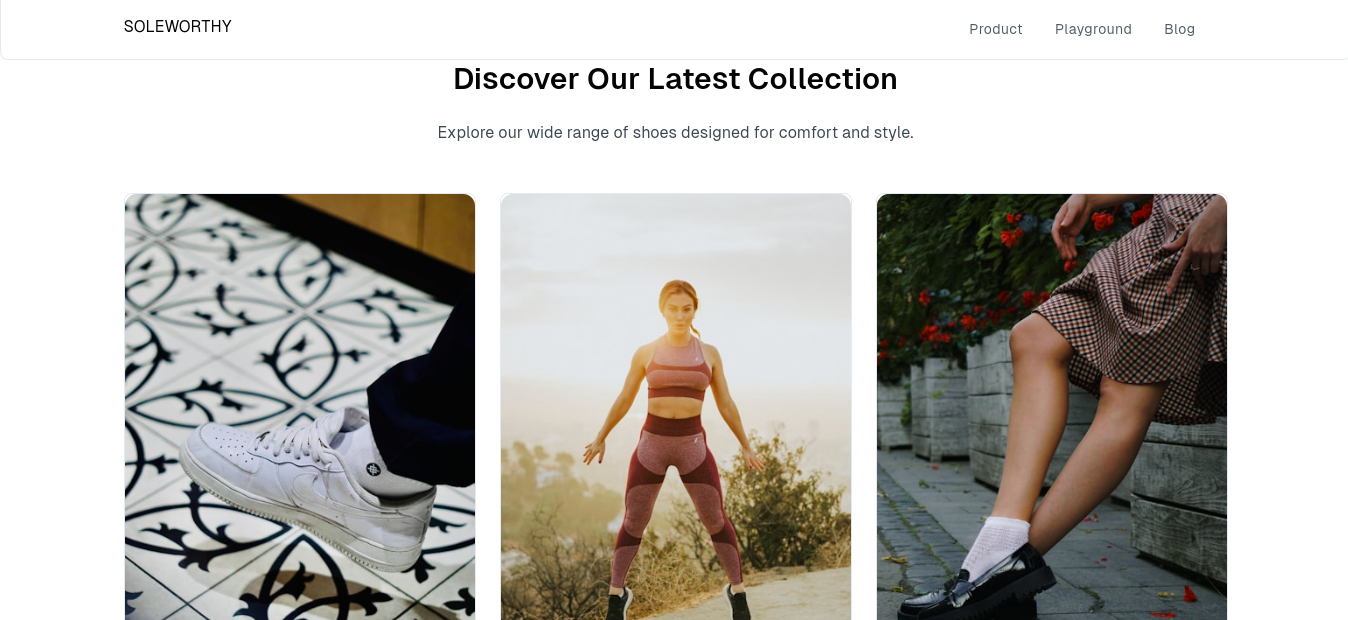 SOLEWORTHY
Product Playground Blog
Discover Our Latest Collection
Explore our wide range of shoes designed for comfort and style.